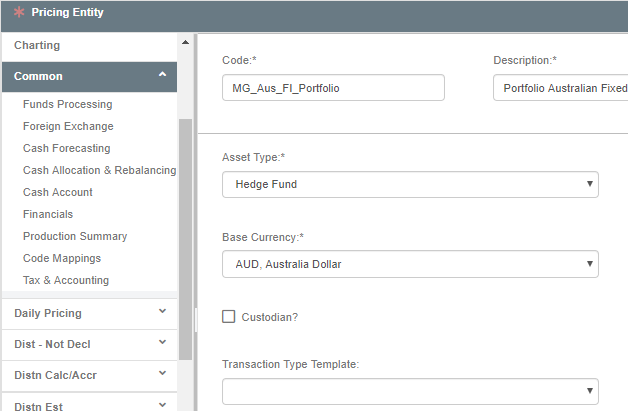 Pricing Entity
Charting
Common
Funds Processing
Foreign Exchange
Cash Forecasting
Cash Allocation & Rebalancing
Cash Account
Financials
Production Summary
Code Mappings
Tax & Accounting
Daily Pricing
Dist - Not Decl
Distn Calc/Accr
Distn Est
Code:*
Description:*
MG_Aus_FI_Portfolio
Portfolio Australian Fixed
Asset Type:*
Hedge Fund
Base Currency:*
AUD, Australia Dollar
Custodian?
Transaction Type Template: